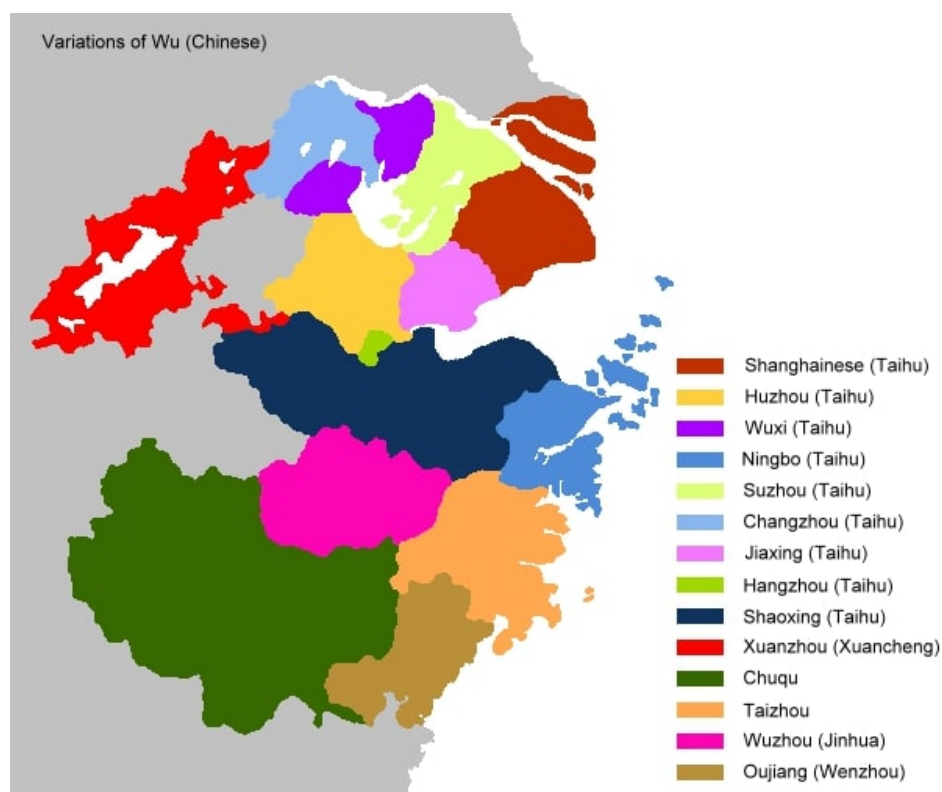 Variations of Wu (Chinese)
Shanghainese (Taihu)
Huzhou (Taihu)
Wuxi (Taihu)
Ningbo (Taihu)
Suzhou (Taihu)
Changzhou (Taihu)
Jiaxing (Taihu)
Hangzhou (Taihu)
Shaoxing (Taihu)
Xuanzhou (Xuancheng)
Chuqu
Taizhou
Wuzhou (Jinhua)
Oujiang (Wenzhou)